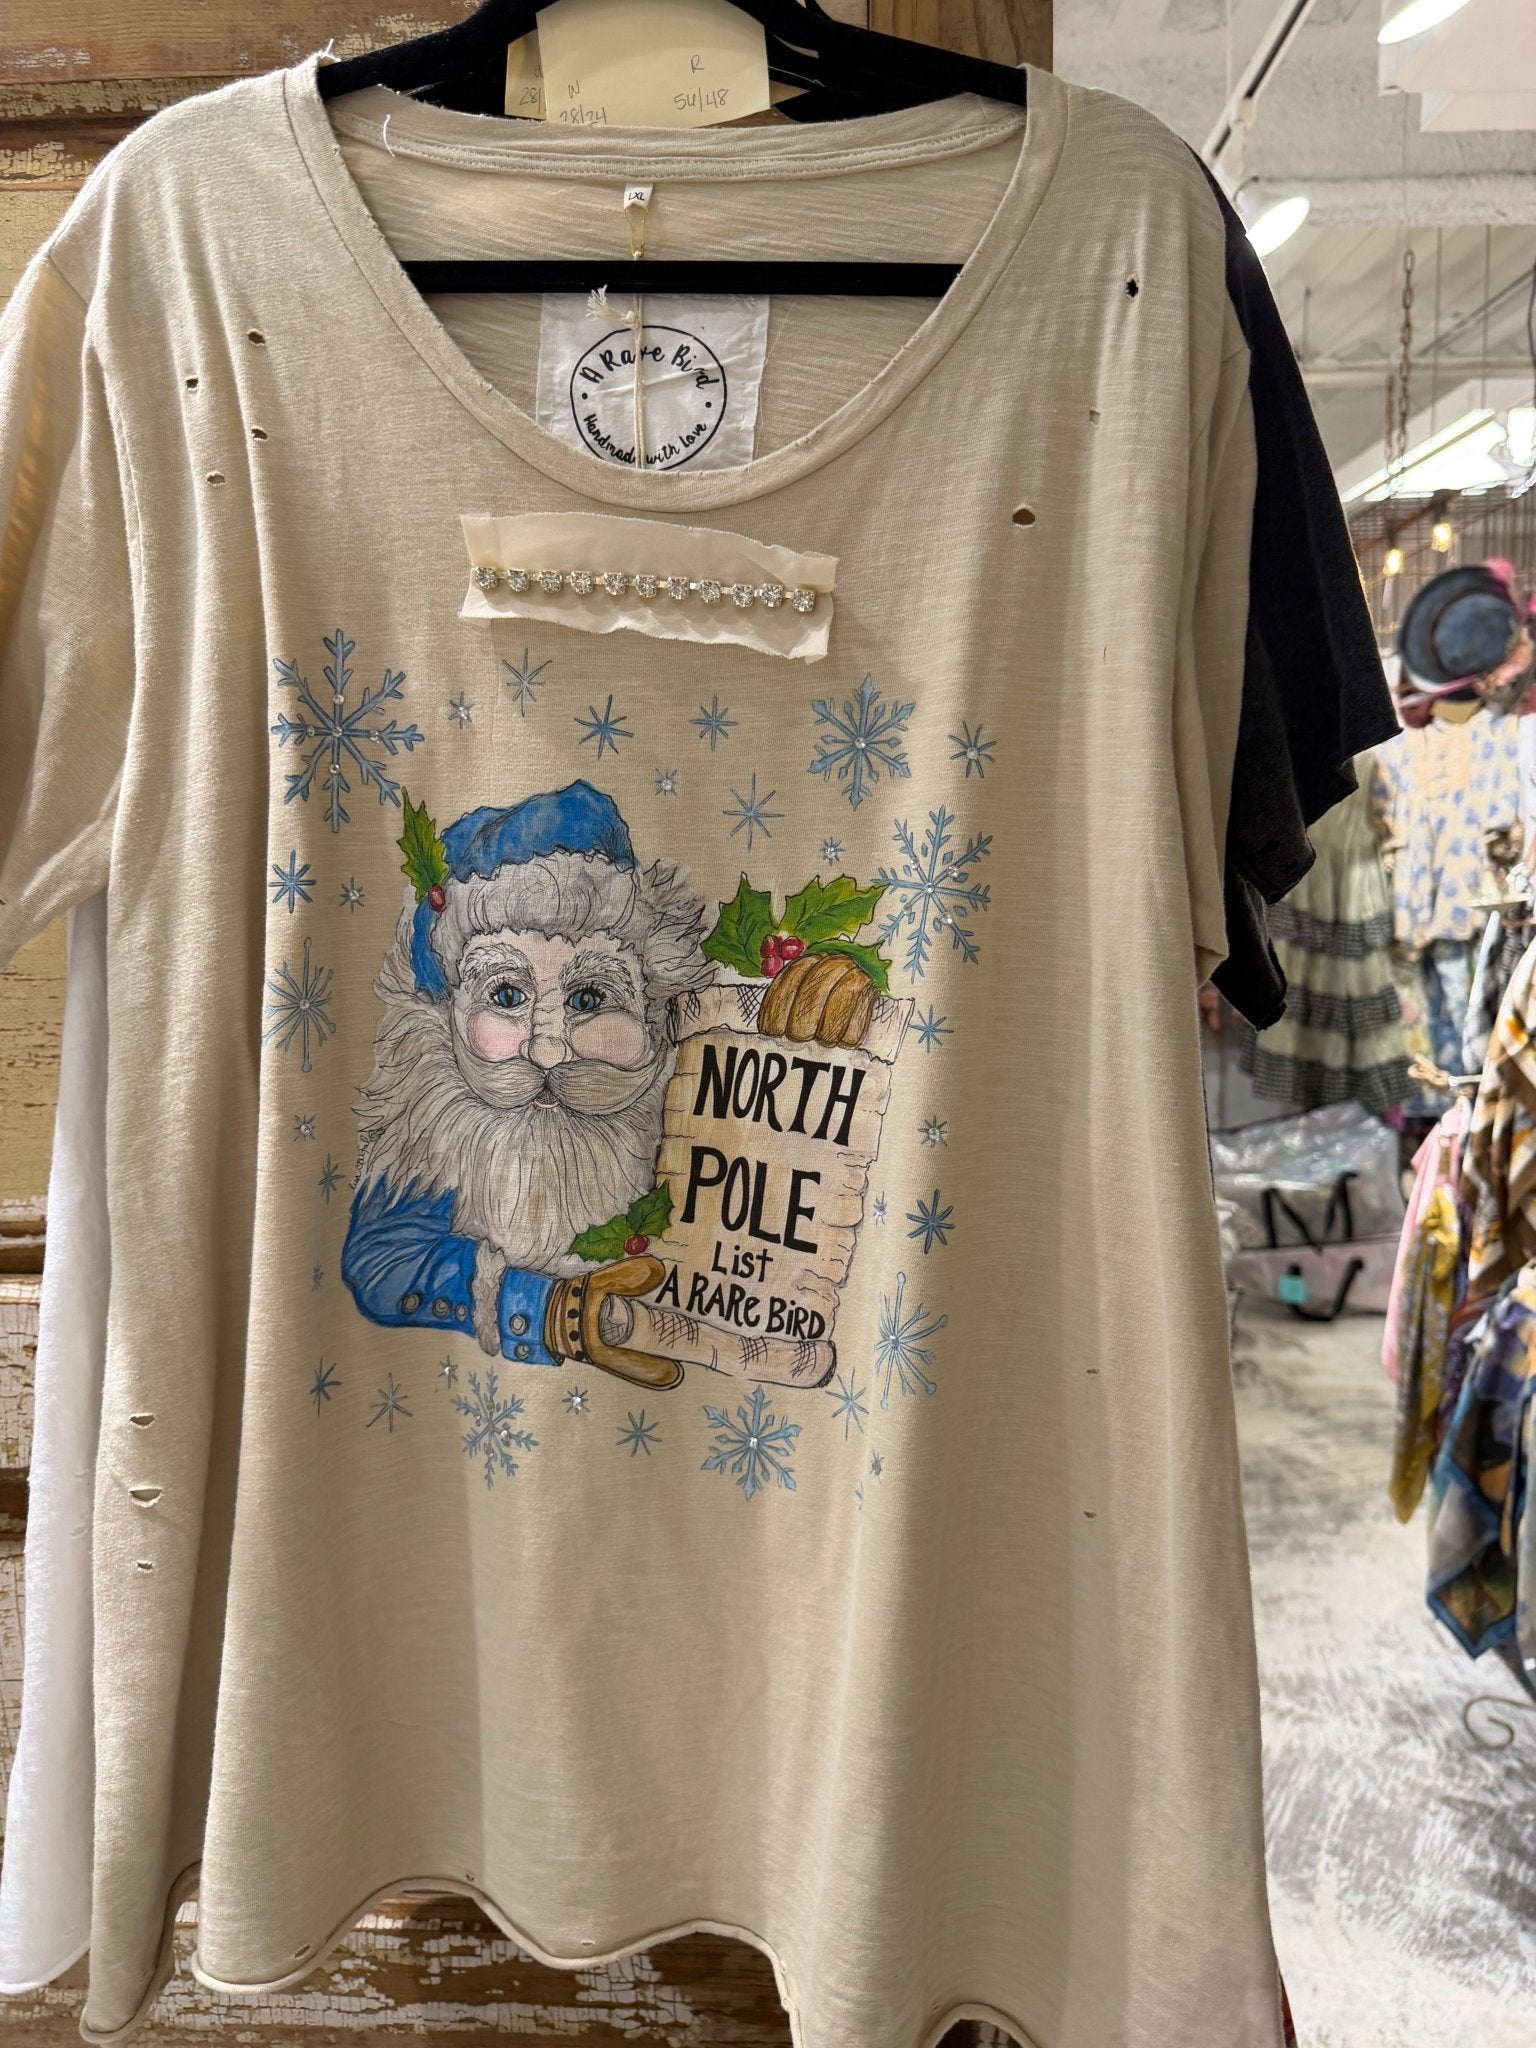 W
R
28/24
54/48
LXL
A Rare Bird
Handmade with Love
NORTH
POLE
List
A RARe BiRD